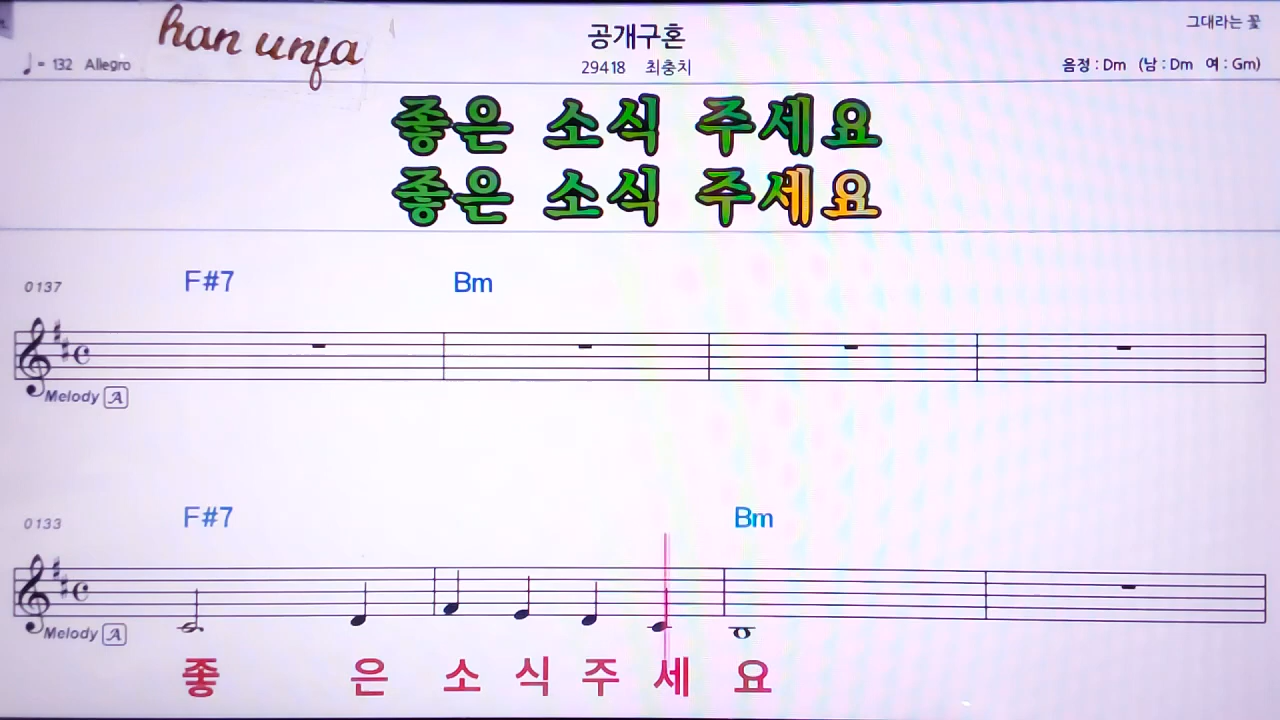 han unfa
공개구혼
그대라는 꽃
♩= 132 Allegro
29418 최충치
음정 : Dm (남 : Dm 여 : Gm)
좋은 소식 주세요
좋은 소식 주세요
0137 F#7 Bm
Melody A
0133 F#7 Bm
Melody A
좋 은 소 식 주 세 요